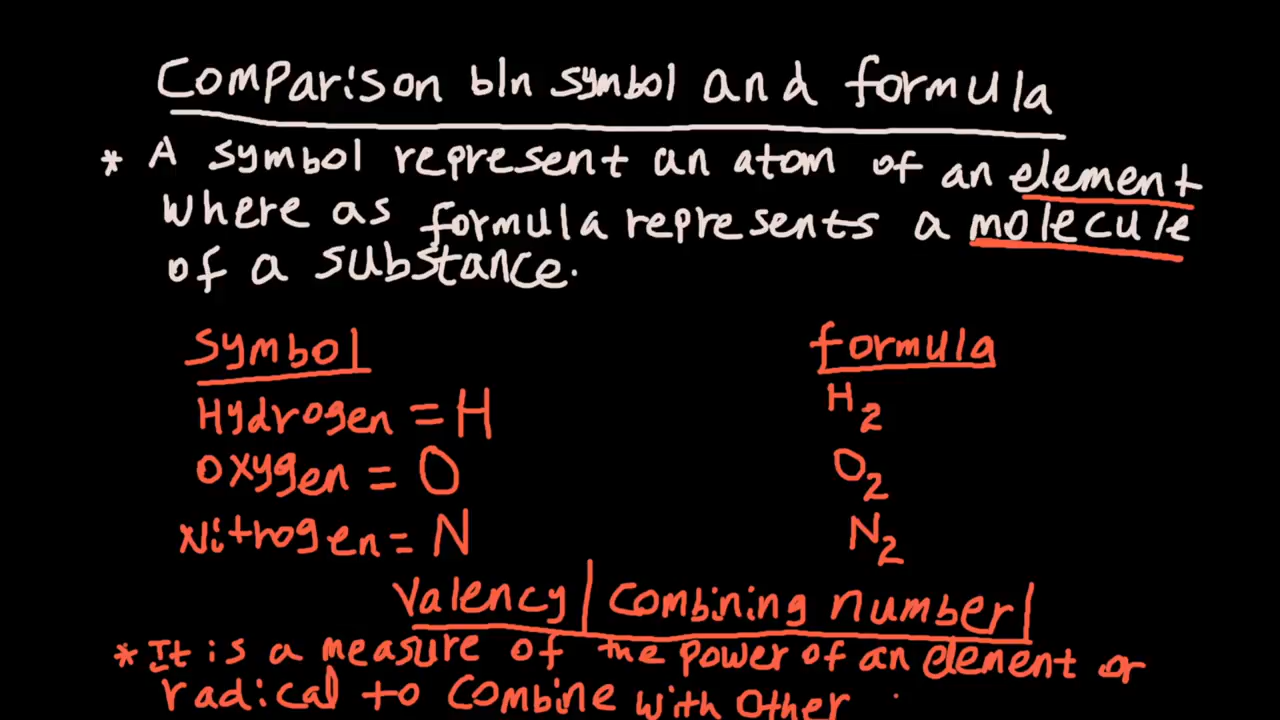 Comparison bln symbol and formula
* A symbol represent an atom of an element
where as formula represents a molecule
of a substance.
Symbol formula
Hydrogen = H H2
Oxygen = O O2
Nitrogen = N N2
Valency | Combining number |
* It is a measure of the power of an element or
radical to combine with other